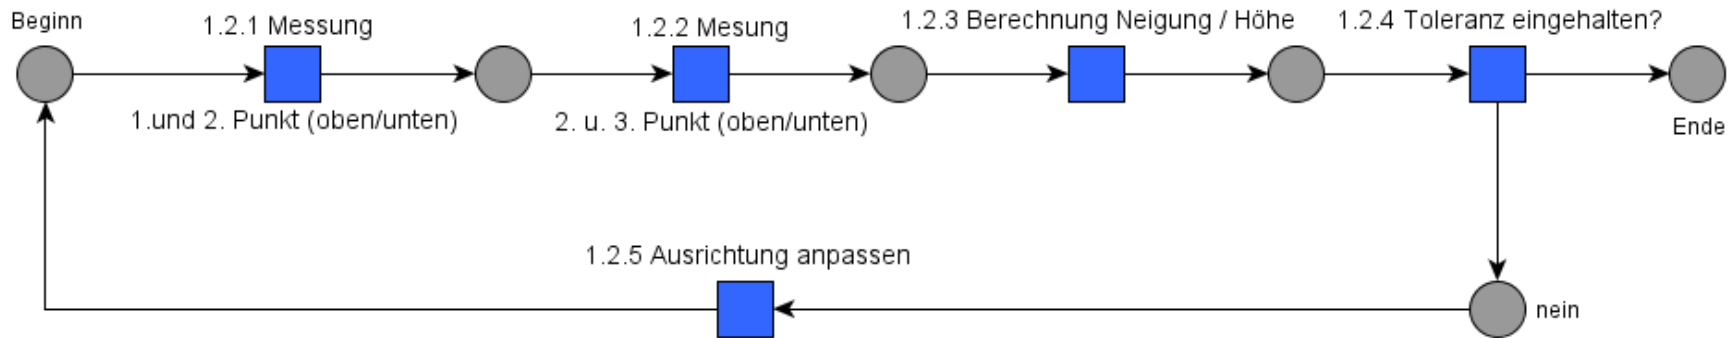 Beginn
1.2.1 Messung
1.2.2 Mesung
1.2.3 Berechnung Neigung / Höhe
1.2.4 Toleranz eingehalten?
1.und 2. Punkt (oben/unten)
2. u. 3. Punkt (oben/unten)
Ende
1.2.5 Ausrichtung anpassen
nein